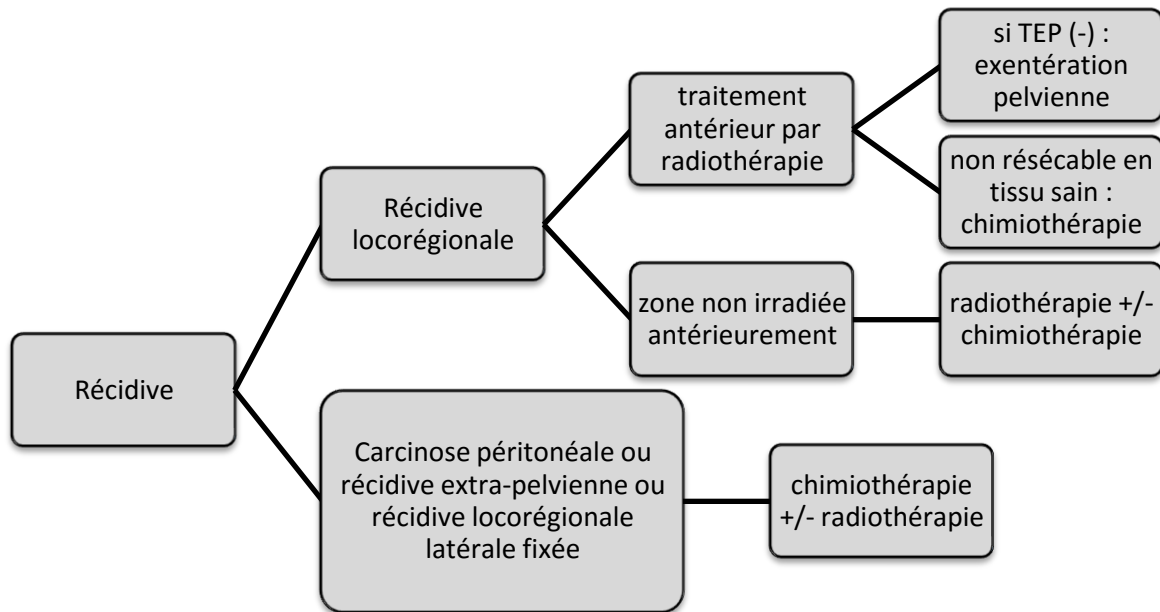 Récidive
Récidive
locorégionale
traitement
antérieur par
radiothérapie
si TEP (-) :
exentération
pelvienne
non résécable en
tissu sain :
chimiothérapie
zone non irradiée
antérieurement
radiothérapie +/-
chimiothérapie
Carcinose péritonéale ou
récidive extra-pelvienne ou
récidive locorégionale
latérale fixée
chimiothérapie
+/- radiothérapie